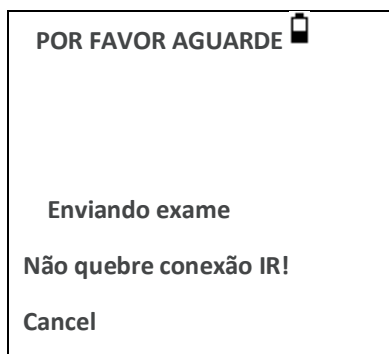 POR FAVOR AGUARDE
Enviando exame
Não quebre conexão IR!
Cancel